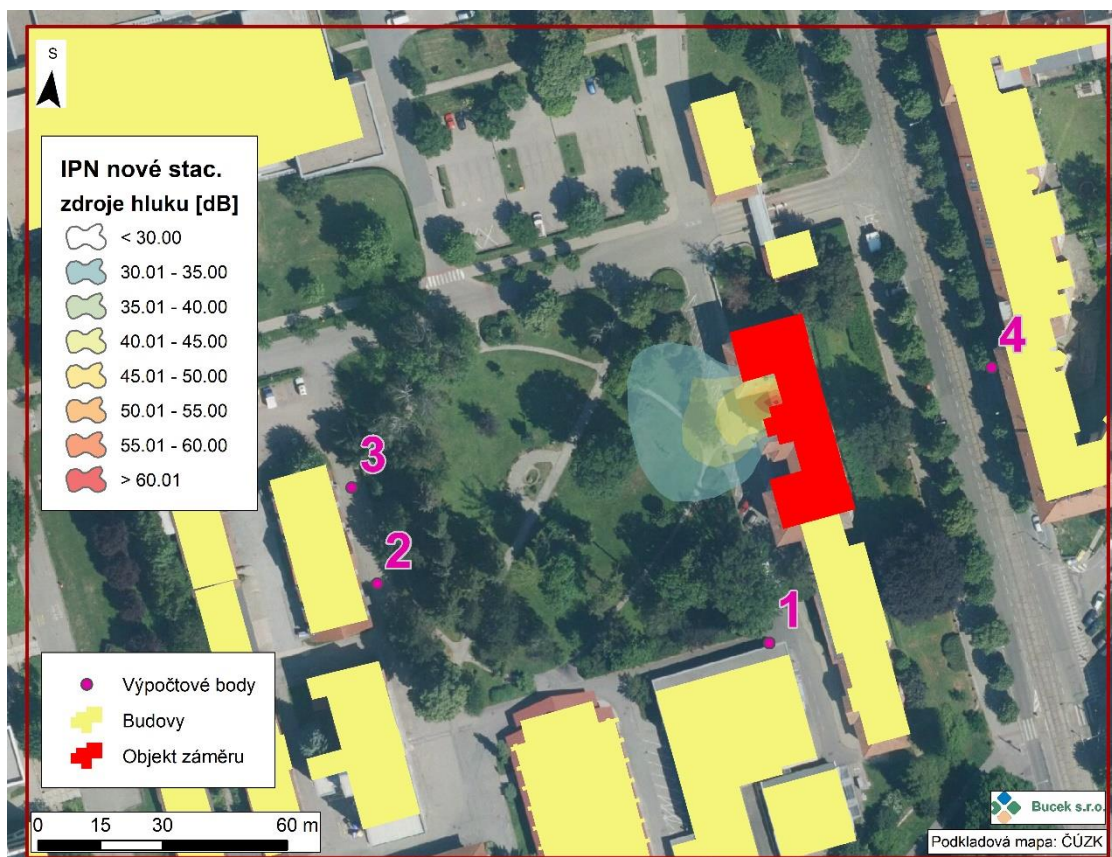 S
IPN nové stac.
zdroje hluku [dB]
< 30.00
30.01 - 35.00
35.01 - 40.00
40.01 - 45.00
45.01 - 50.00
50.01 - 55.00
55.01 - 60.00
> 60.01
4
3
2
1
Výpočtové body
Budovy
Objekt záměru
0 15 30 60 m
Bucek s.r.o.
Podkladová mapa: ČÚZK